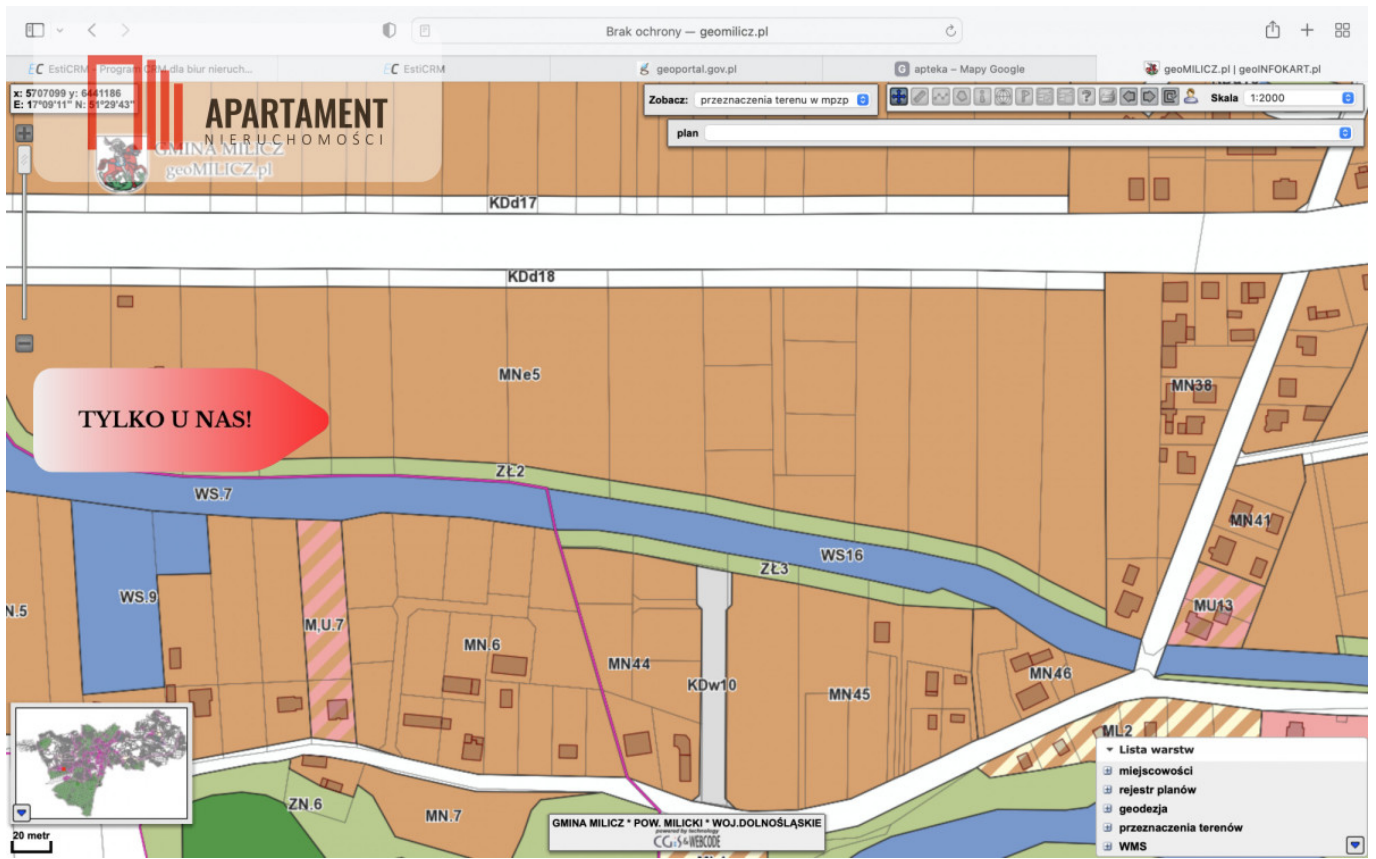 Brak ochrony — geomilicz.pl
EC EstiCRM - Program CRM dla biur nieruch...
EC EstiCRM
geoportal.gov.pl
G apteka – Mapy Google
geoMILICZ.pl | geoINFOKART.pl
x: 5707099 y: 6441186
E: 17°09'11" N: 51°29'43"
Zobacz: przeznaczenia terenu w mpzp
Skala 1:2000
plan
APARTAMENT
NIERUCHOMOŚCI
GMINA MILICZ
geoMILICZ.pl
KDd17
KDd18
MNe5
MN38
TYLKO U NAS!
ZŁ2
WS.7
MN41
WS16
ZŁ3
WS.9
N.5
MU13
M,U.7
MN.6
MN44
MN46
KDw10
MN45
ML2
Lista warstw
miejscowości
rejestr planów
geodezja
przeznaczenia terenów
WMS
ZN.6
MN.7
GMINA MILICZ * POW. MILICKI * WOJ.DOLNOŚLĄSKIE
powered by technology
CGiS & WEBCODE
20 metr